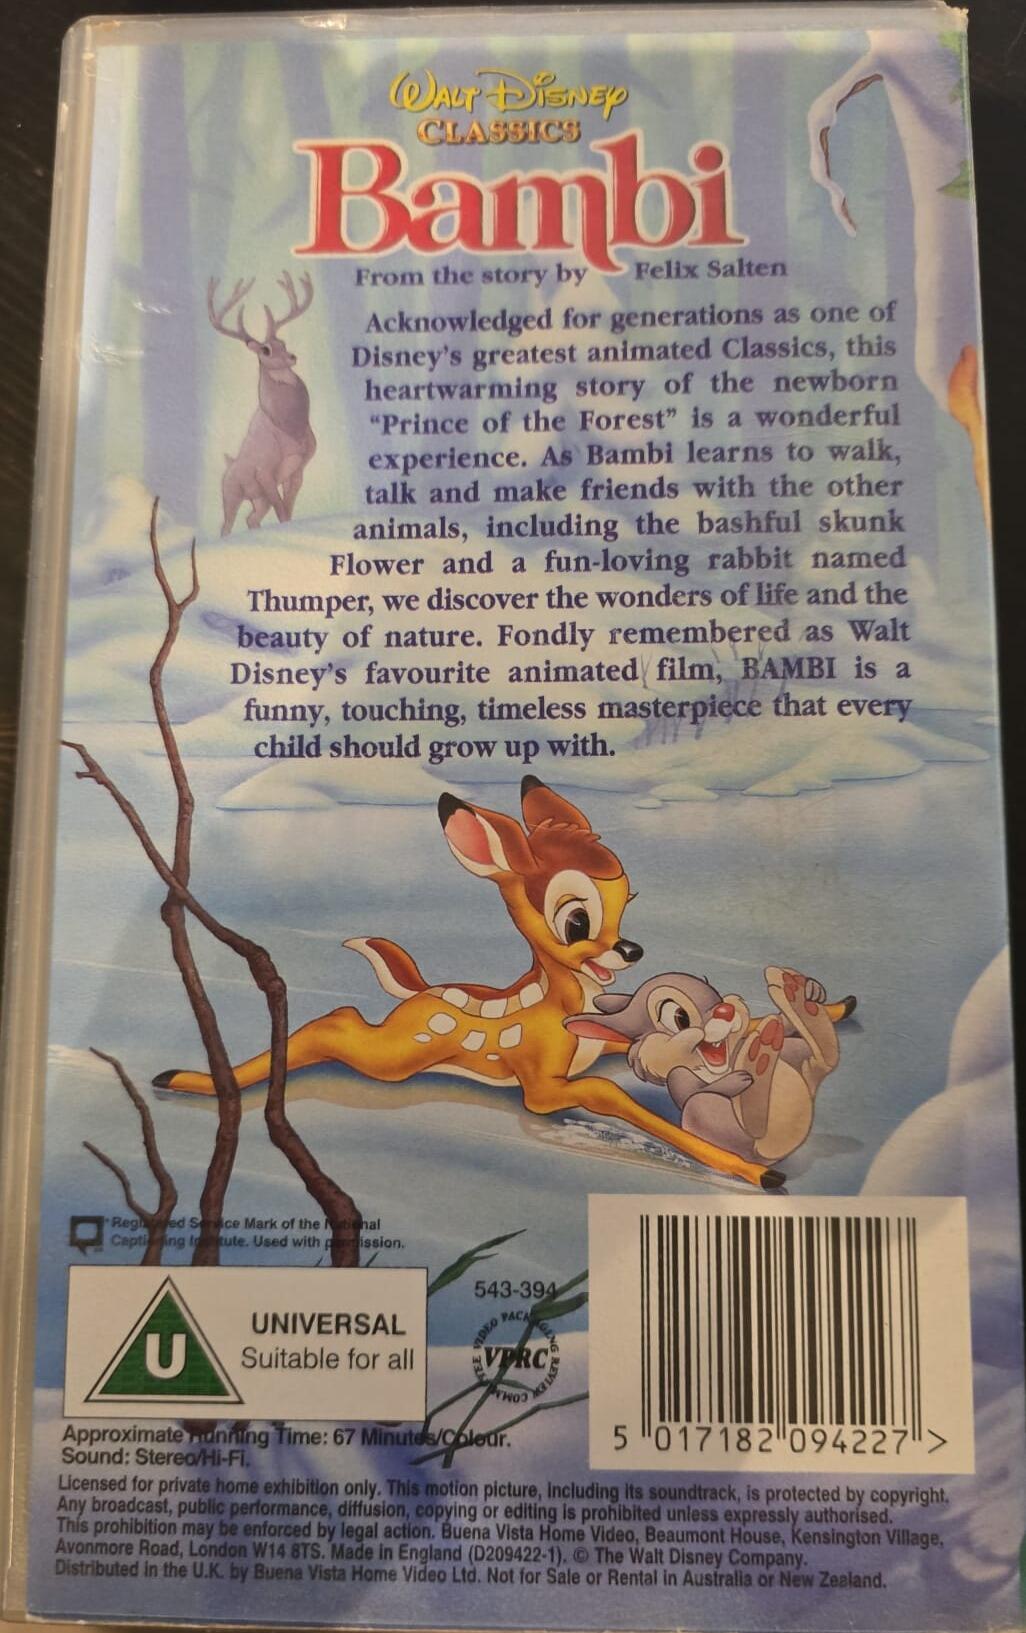 WALT DISNEY
CLASSICS
Bambi
From the story by Felix Salten
Acknowledged for generations as one of
Disney's greatest animated Classics, this
heartwarming story of the newborn
“Prince of the Forest” is a wonderful
experience. As Bambi learns to walk,
talk and make friends with the other
animals, including the bashful skunk
Flower and a fun-loving rabbit named
Thumper, we discover the wonders of life and the
beauty of nature. Fondly remembered as Walt
Disney's favourite animated film, BAMBI is a
funny, touching, timeless masterpiece that every
child should grow up with.
Registered Service Mark of the National
Captioning Institute. Used with permission.
U
UNIVERSAL
Suitable for all
543-394
VIDEO PACKAGING REVIEW COMMITTEE
VPRC
5 017182 094227 >
Approximate Running Time: 67 Minutes/Colour.
Sound: Stereo/Hi-Fi.
Licensed for private home exhibition only. This motion picture, including its soundtrack, is protected by copyright.
Any broadcast, public performance, diffusion, copying or editing is prohibited unless expressly authorised.
This prohibition may be enforced by legal action. Buena Vista Home Video, Beaumont House, Kensington Village,
Avonmore Road, London W14 8TS. Made in England (D209422-1). © The Walt Disney Company.
Distributed in the U.K. by Buena Vista Home Video Ltd. Not for Sale or Rental in Australia or New Zealand.